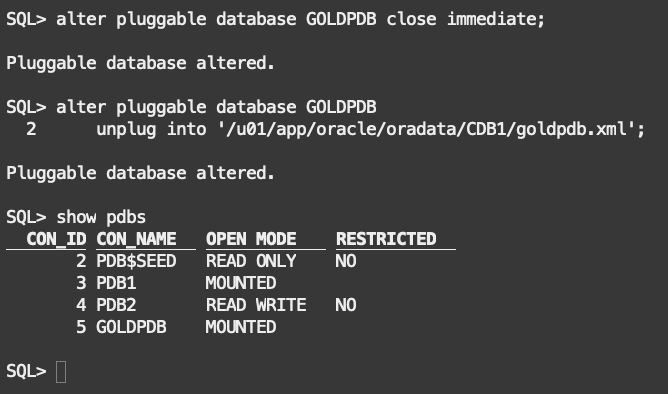 SQL> alter pluggable database GOLDPDB close immediate;
Pluggable database altered.
SQL> alter pluggable database GOLDPDB
2 unplug into '/u01/app/oracle/oradata/CDB1/goldpdb.xml';
Pluggable database altered.
SQL> show pdbs
CON_ID CON_NAME OPEN MODE RESTRICTED
2 PDB$SEED READ ONLY NO
3 PDB1 MOUNTED
4 PDB2 READ WRITE NO
5 GOLDPDB MOUNTED
SQL>